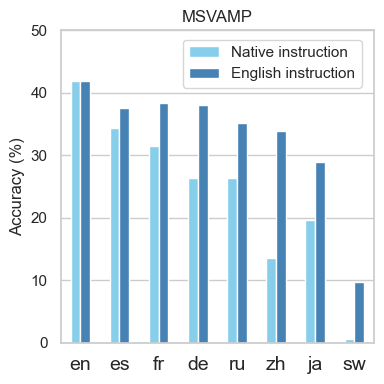 MSVAMP
Native instruction
English instruction
Accuracy (%)
50
40
30
20
10
0
en es fr de ru zh ja sw